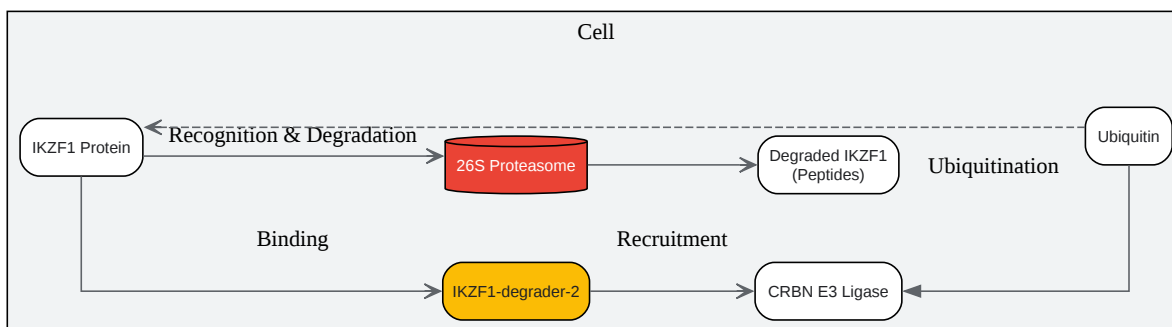 Cell
IKZF1 Protein
Recognition & Degradation
26S Proteasome
Degraded IKZF1
(Peptides)
Ubiquitination
Ubiquitin
Binding
Recruitment
IKZF1-degrader-2
CRBN E3 Ligase